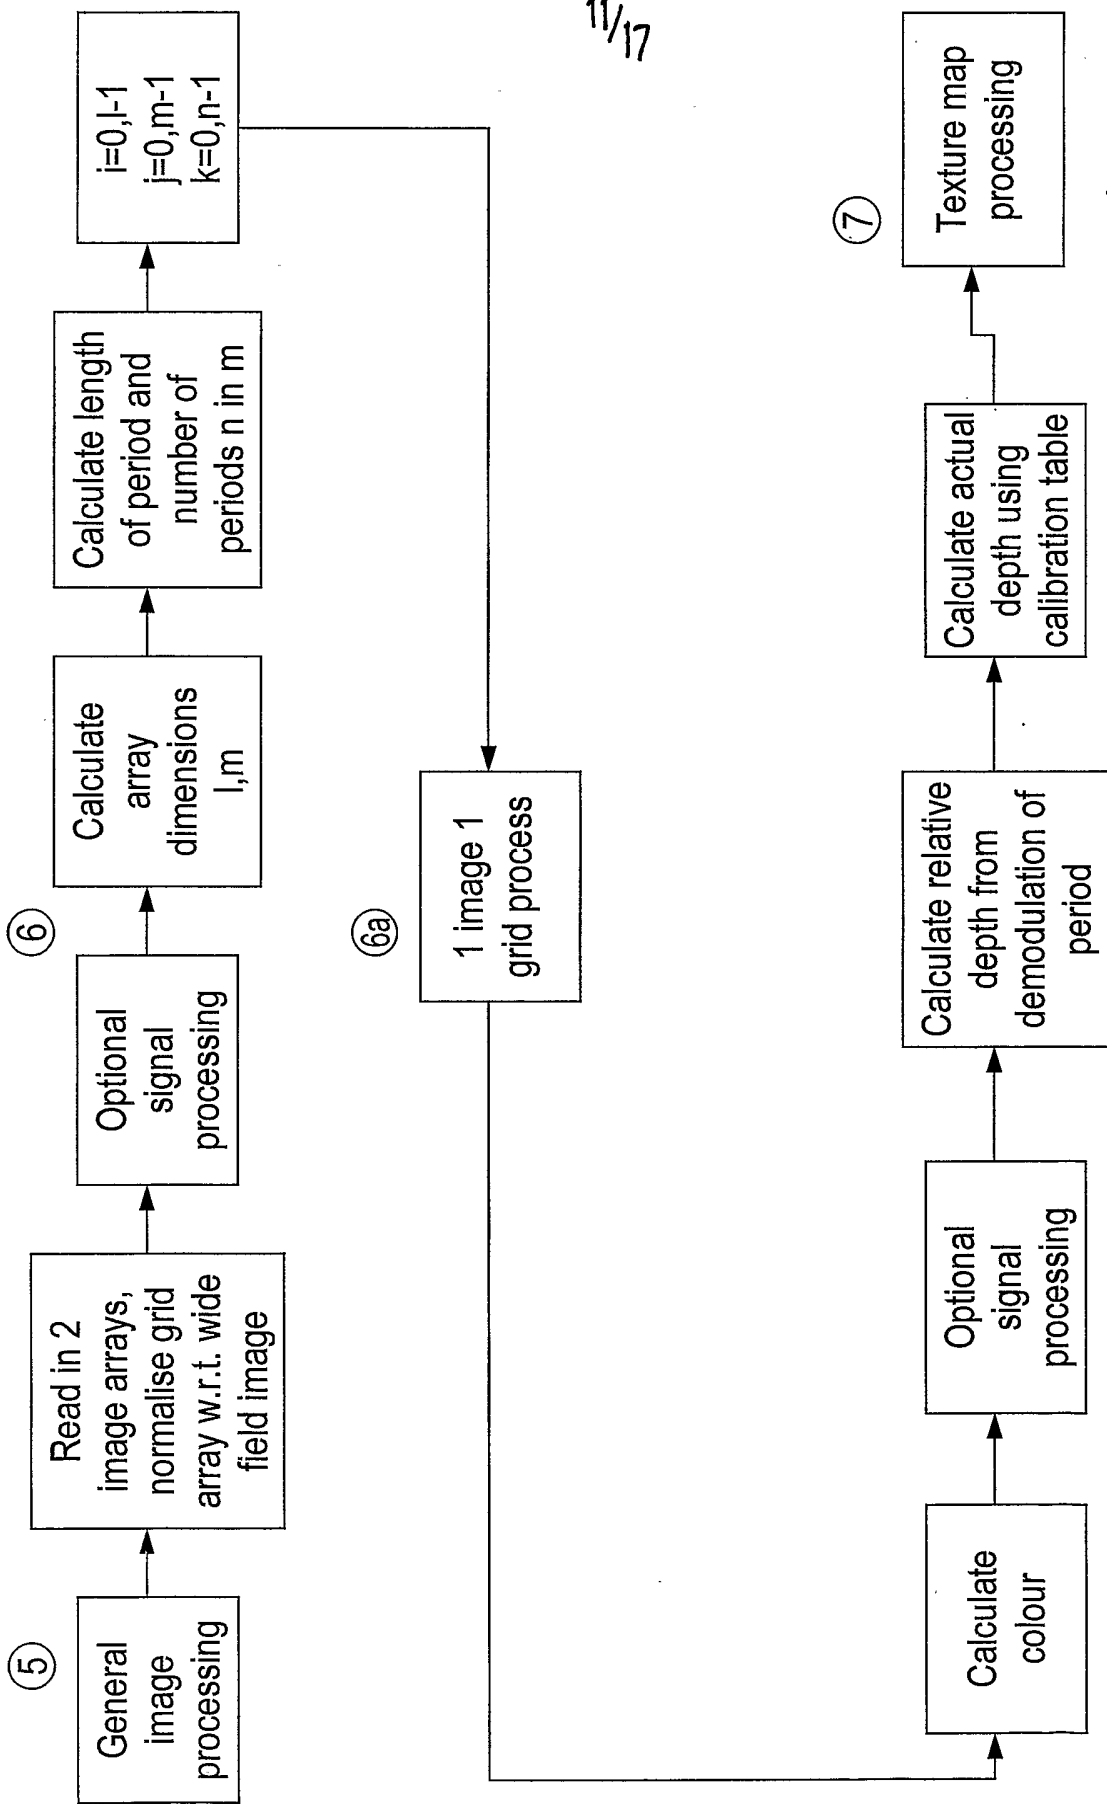 11/17
5
General
image
processing
Read in 2
image arrays,
normalise grid
array w.r.t. wide
field image
6
Optional
signal
processing
Calculate
array
dimensions
l,m
Calculate length
of period and
number of
periods n in m
i=0,l-1
j=0,m-1
k=0,n-1
6a
1 image 1
grid process
Calculate
colour
Optional
signal
processing
Calculate relative
depth from
demodulation of
period
Calculate actual
depth using
calibration table
7
Texture map
processing